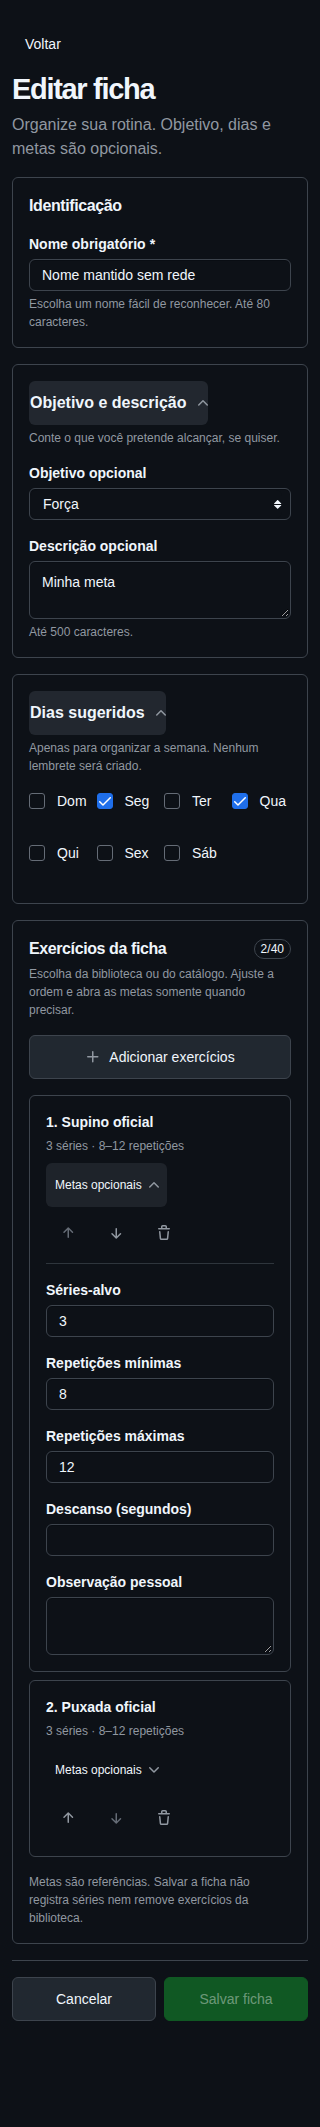 Voltar
Editar ficha
Organize sua rotina. Objetivo, dias e
metas são opcionais.
Identificação
Nome obrigatório *
Nome mantido sem rede
Escolha um nome fácil de reconhecer. Até 80
caracteres.
Objetivo e descrição
Conte o que você pretende alcançar, se quiser.
Objetivo opcional
Força
Descrição opcional
Minha meta
Até 500 caracteres.
Dias sugeridos
Apenas para organizar a semana. Nenhum
lembrete será criado.
Dom Seg Ter Qua
Qui Sex Sáb
Exercícios da ficha 2/40
Escolha da biblioteca ou do catálogo. Ajuste a
ordem e abra as metas somente quando
precisar.
Adicionar exercícios
1. Supino oficial
3 séries · 8–12 repetições
Metas opcionais
Séries-alvo
3
Repetições mínimas
8
Repetições máximas
12
Descanso (segundos)
Observação pessoal
2. Puxada oficial
3 séries · 8–12 repetições
Metas opcionais
Metas são referências. Salvar a ficha não
registra séries nem remove exercícios da
biblioteca.
Cancelar Salvar ficha